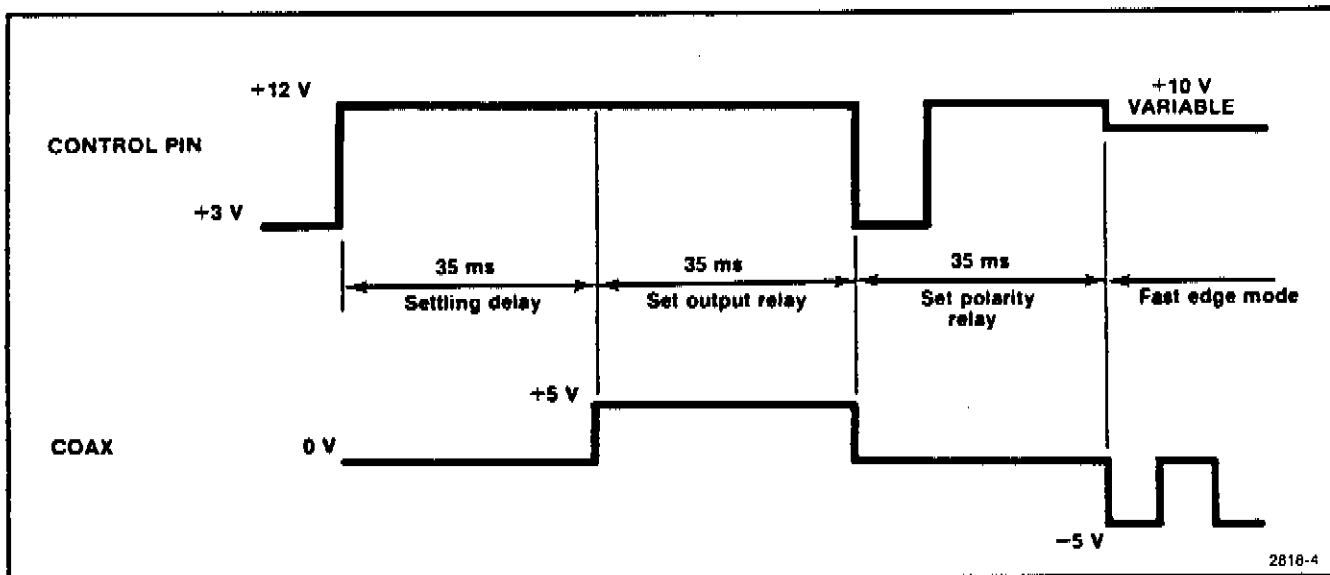 +12 V
+10 V
VARIABLE
CONTROL PIN
+3 V
35 ms
Settling delay
35 ms
Set output relay
35 ms
Set polarity
relay
Fast edge mode
+5 V
COAX
0 V
−5 V
2818-4